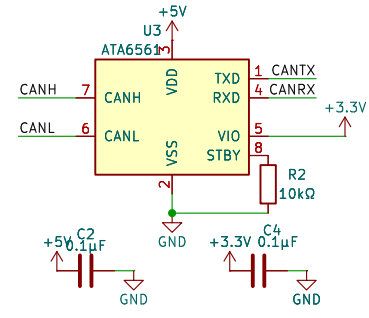 +5V
U3
ATA6561
3
VDD
CANH
7
CANH
CANL
6
CANL
TXD
1
CANTX
RXD
4
CANRX
VIO
5
+3.3V
STBY
8
VSS
2
R2
10kΩ
GND
+5V
C2
0.1µF
GND
+3.3V
C4
0.1µF
GND